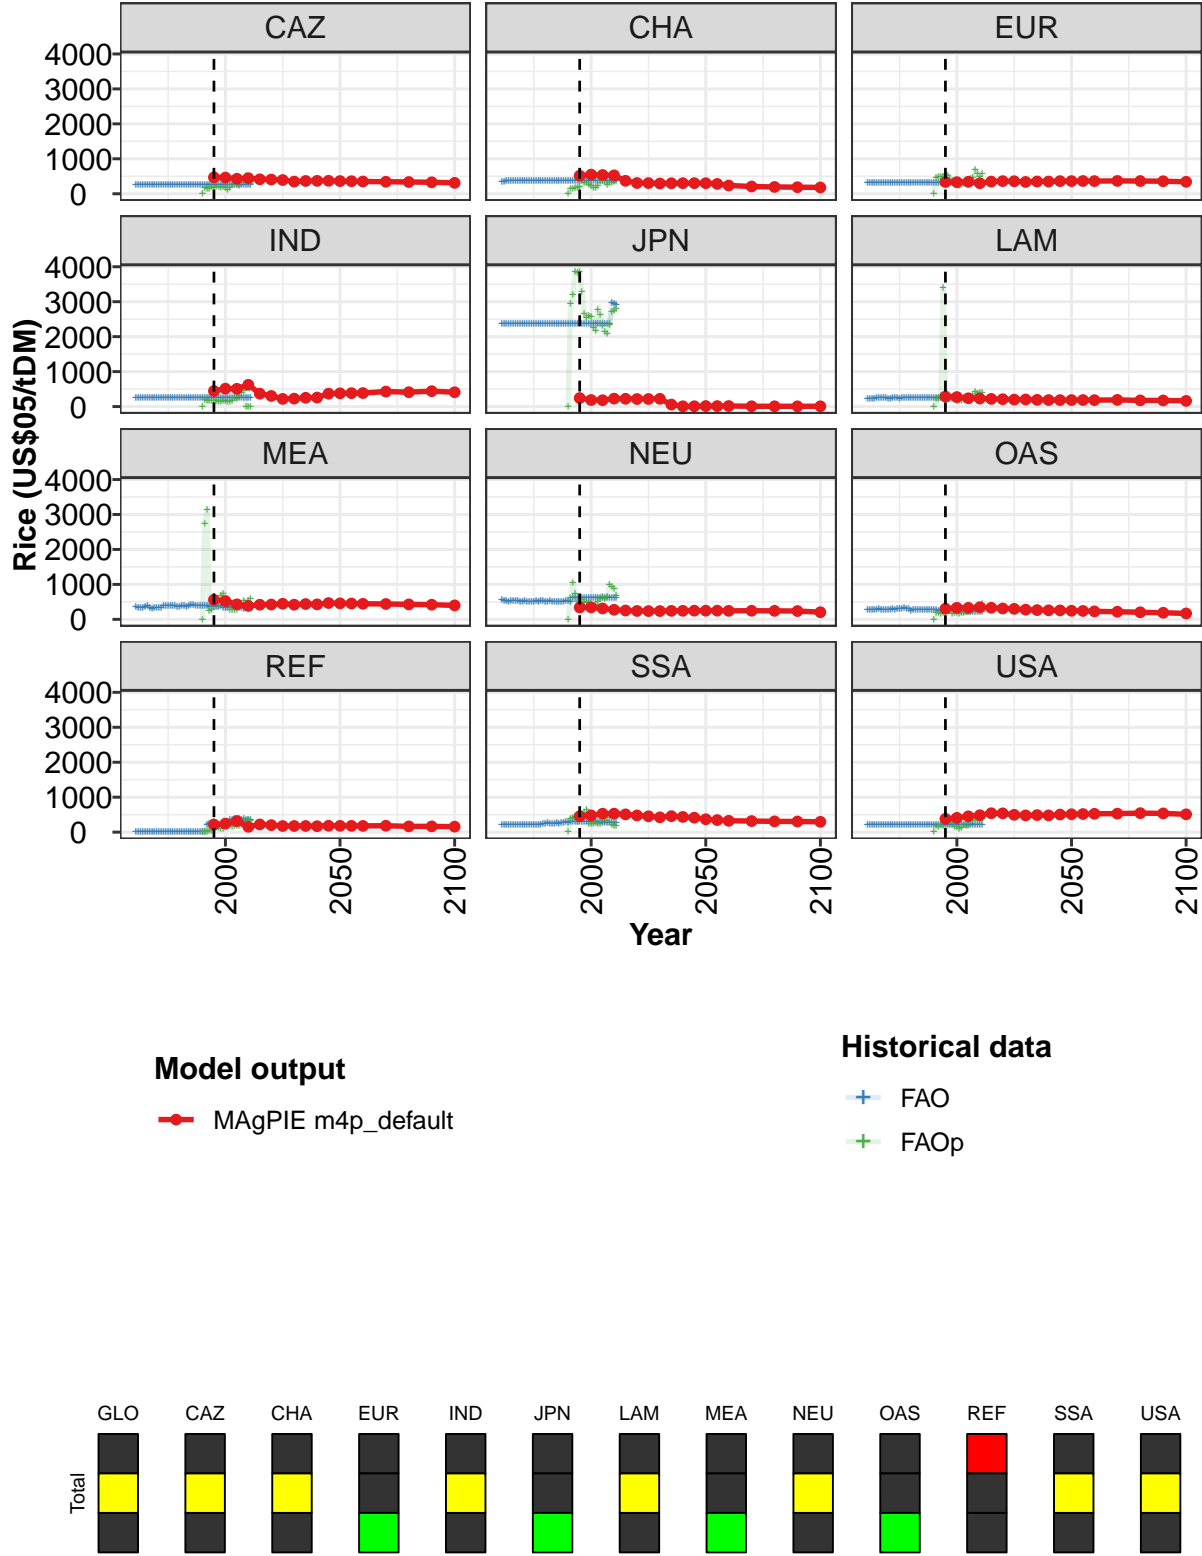 CAZ CHA EUR
4000
3000
2000
1000
0
IND JPN LAM
4000
3000
2000
1000
0
MEA NEU OAS
4000
3000
2000
1000
0
REF SSA USA
4000
3000
2000
1000
0
Rice (US$05/tDM)
2000 2050 2100 2000 2050 2100 2000 2050 2100
Year
Model output
MAgPIE m4p_default
Historical data
FAO
FAOp
GLO CAZ CHA EUR IND JPN LAM MEA NEU OAS REF SSA USA
Total